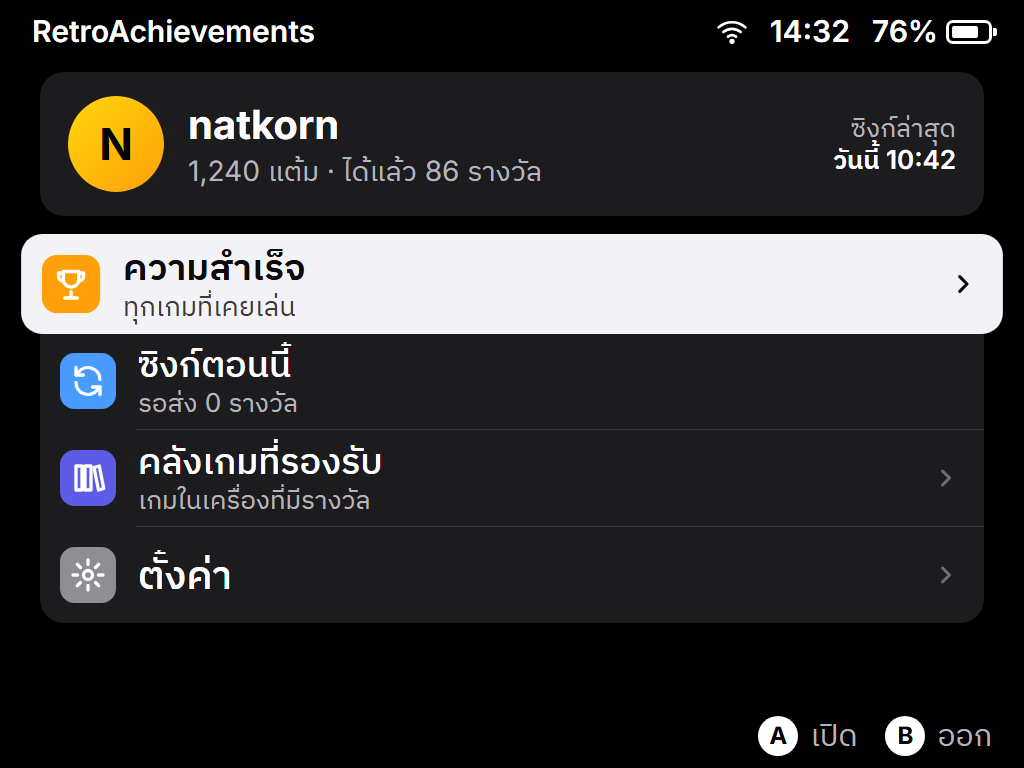 RetroAchievements
14:32 76%
N
natkorn
1,240 แต้ม · ได้แล้ว 86 รางวัล
ซิงก์ล่าสุด
วันนี้ 10:42
ความสำเร็จ
ทุกเกมที่เคยเล่น
ซิงก์ตอนนี้
รอส่ง 0 รางวัล
คลังเกมที่รองรับ
เกมในเครื่องที่มีรางวัล
ตั้งค่า
A เปิด B ออก